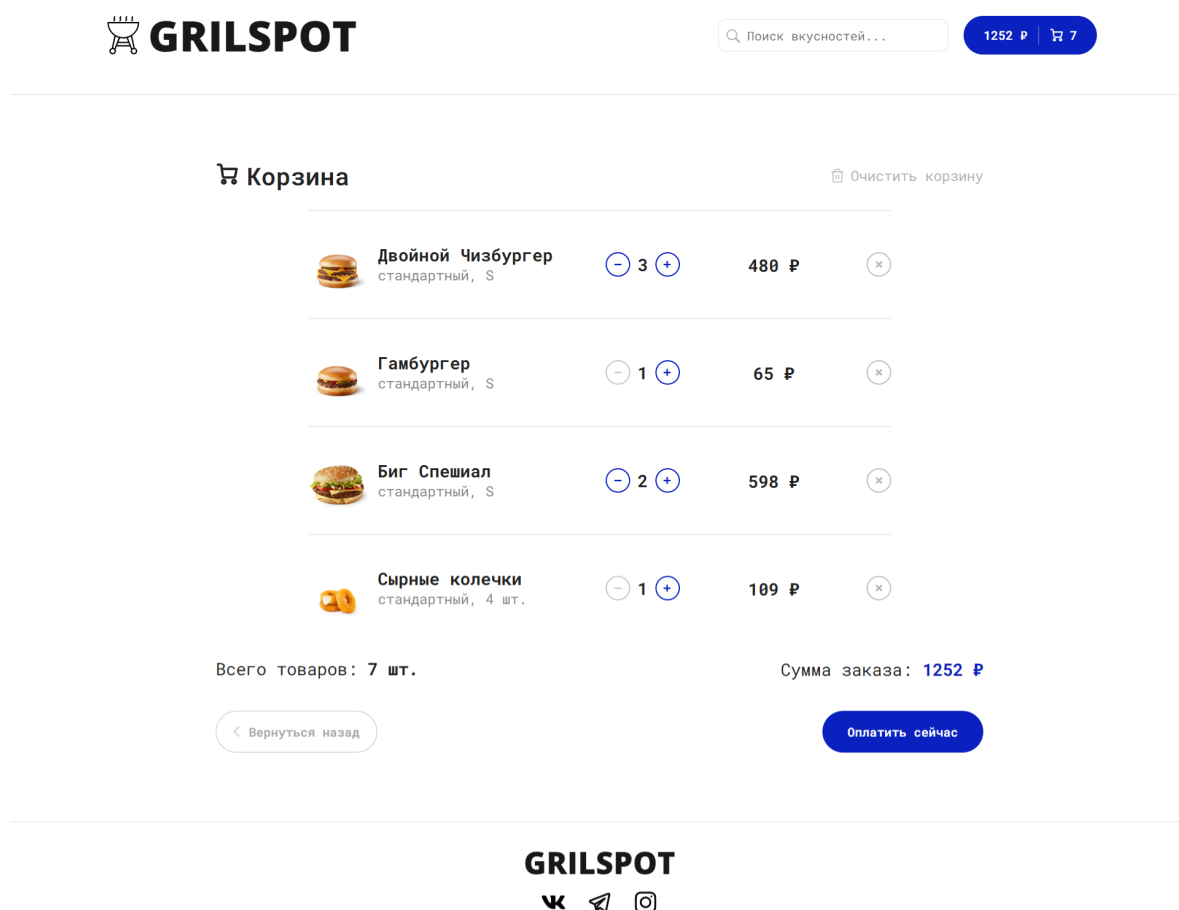 GRILSPOT
Поиск вкусностей...
1252 ₽ 7
Корзина
Очистить корзину
Двойной Чизбургер
стандартный, S
3
480 ₽
Гамбургер
стандартный, S
1
65 ₽
Биг Спешиал
стандартный, S
2
598 ₽
Сырные колечки
стандартный, 4 шт.
1
109 ₽
Всего товаров: 7 шт.
Сумма заказа: 1252 ₽
Вернуться назад
Оплатить сейчас
GRILSPOT